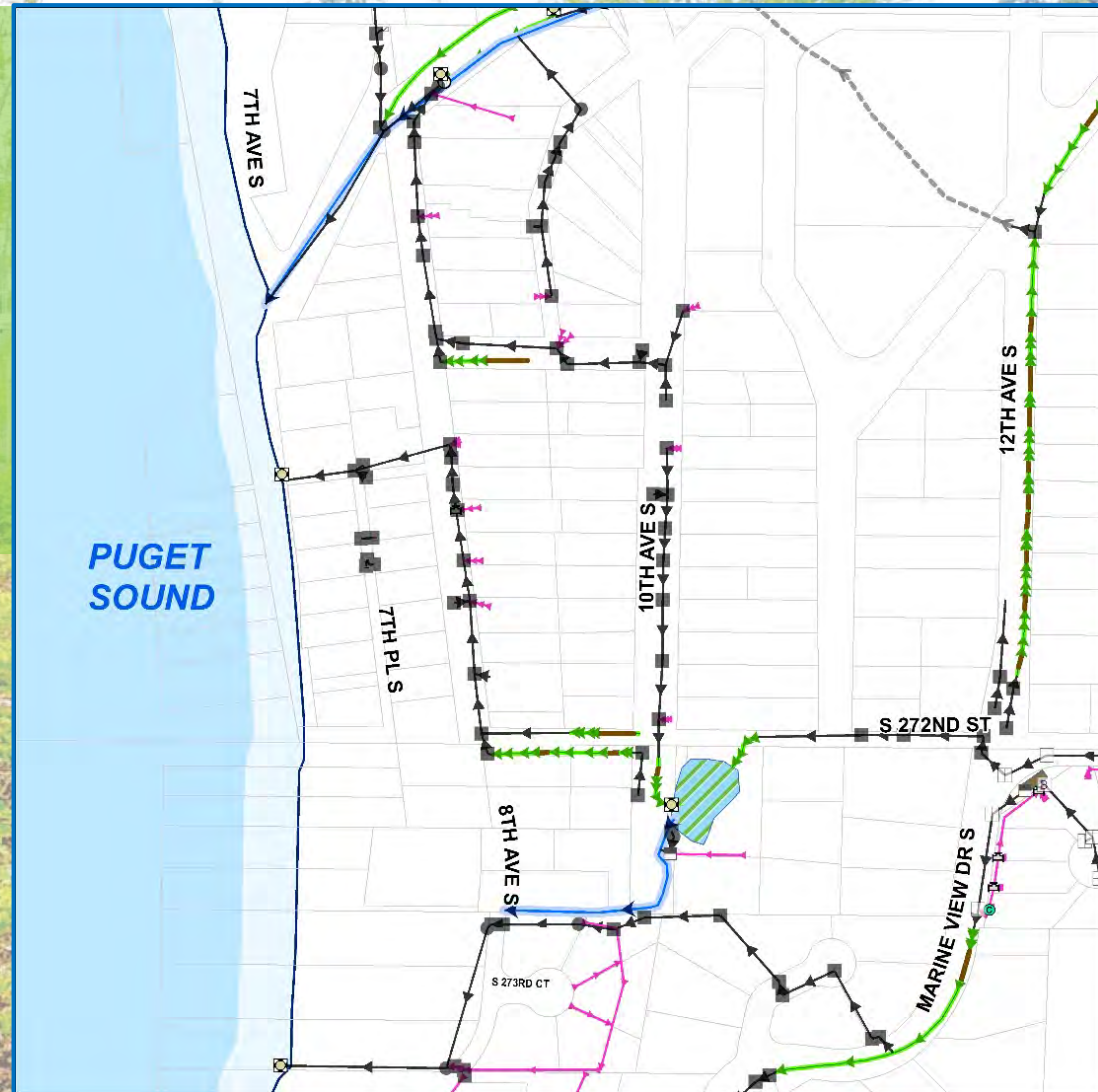 7TH AVE S
12TH AVE S
10TH AVE S
PUGET
SOUND
7TH PL S
S 272ND ST
8TH AVE S
MARINE VIEW DR S
S 273RD CT